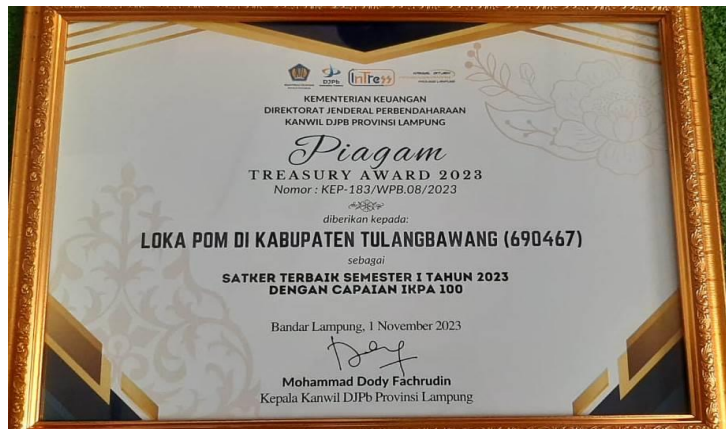 DJPb
InTress
KEMENTERIAN KEUANGAN
DIREKTORAT JENDERAL PERBENDAHARAAN
KANWIL DJPB PROVINSI LAMPUNG
Piagam
TREASURY AWARD 2023
Nomor : KEP-183/WPB.08/2023
diberikan kepada:
LOKA POM DI KABUPATEN TULANGBAWANG (690467)
sebagai
SATKER TERBAIK SEMESTER I TAHUN 2023
DENGAN CAPAIAN IKPA 100
Bandar Lampung, 1 November 2023
Mohammad Dody Fachrudin
Kepala Kanwil DJPb Provinsi Lampung